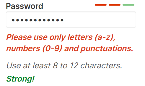 Password
••••••••••••
Please use only letters (a-z),
numbers (0-9) and punctuations.
Use at least 8 to 12 characters.
Strong!